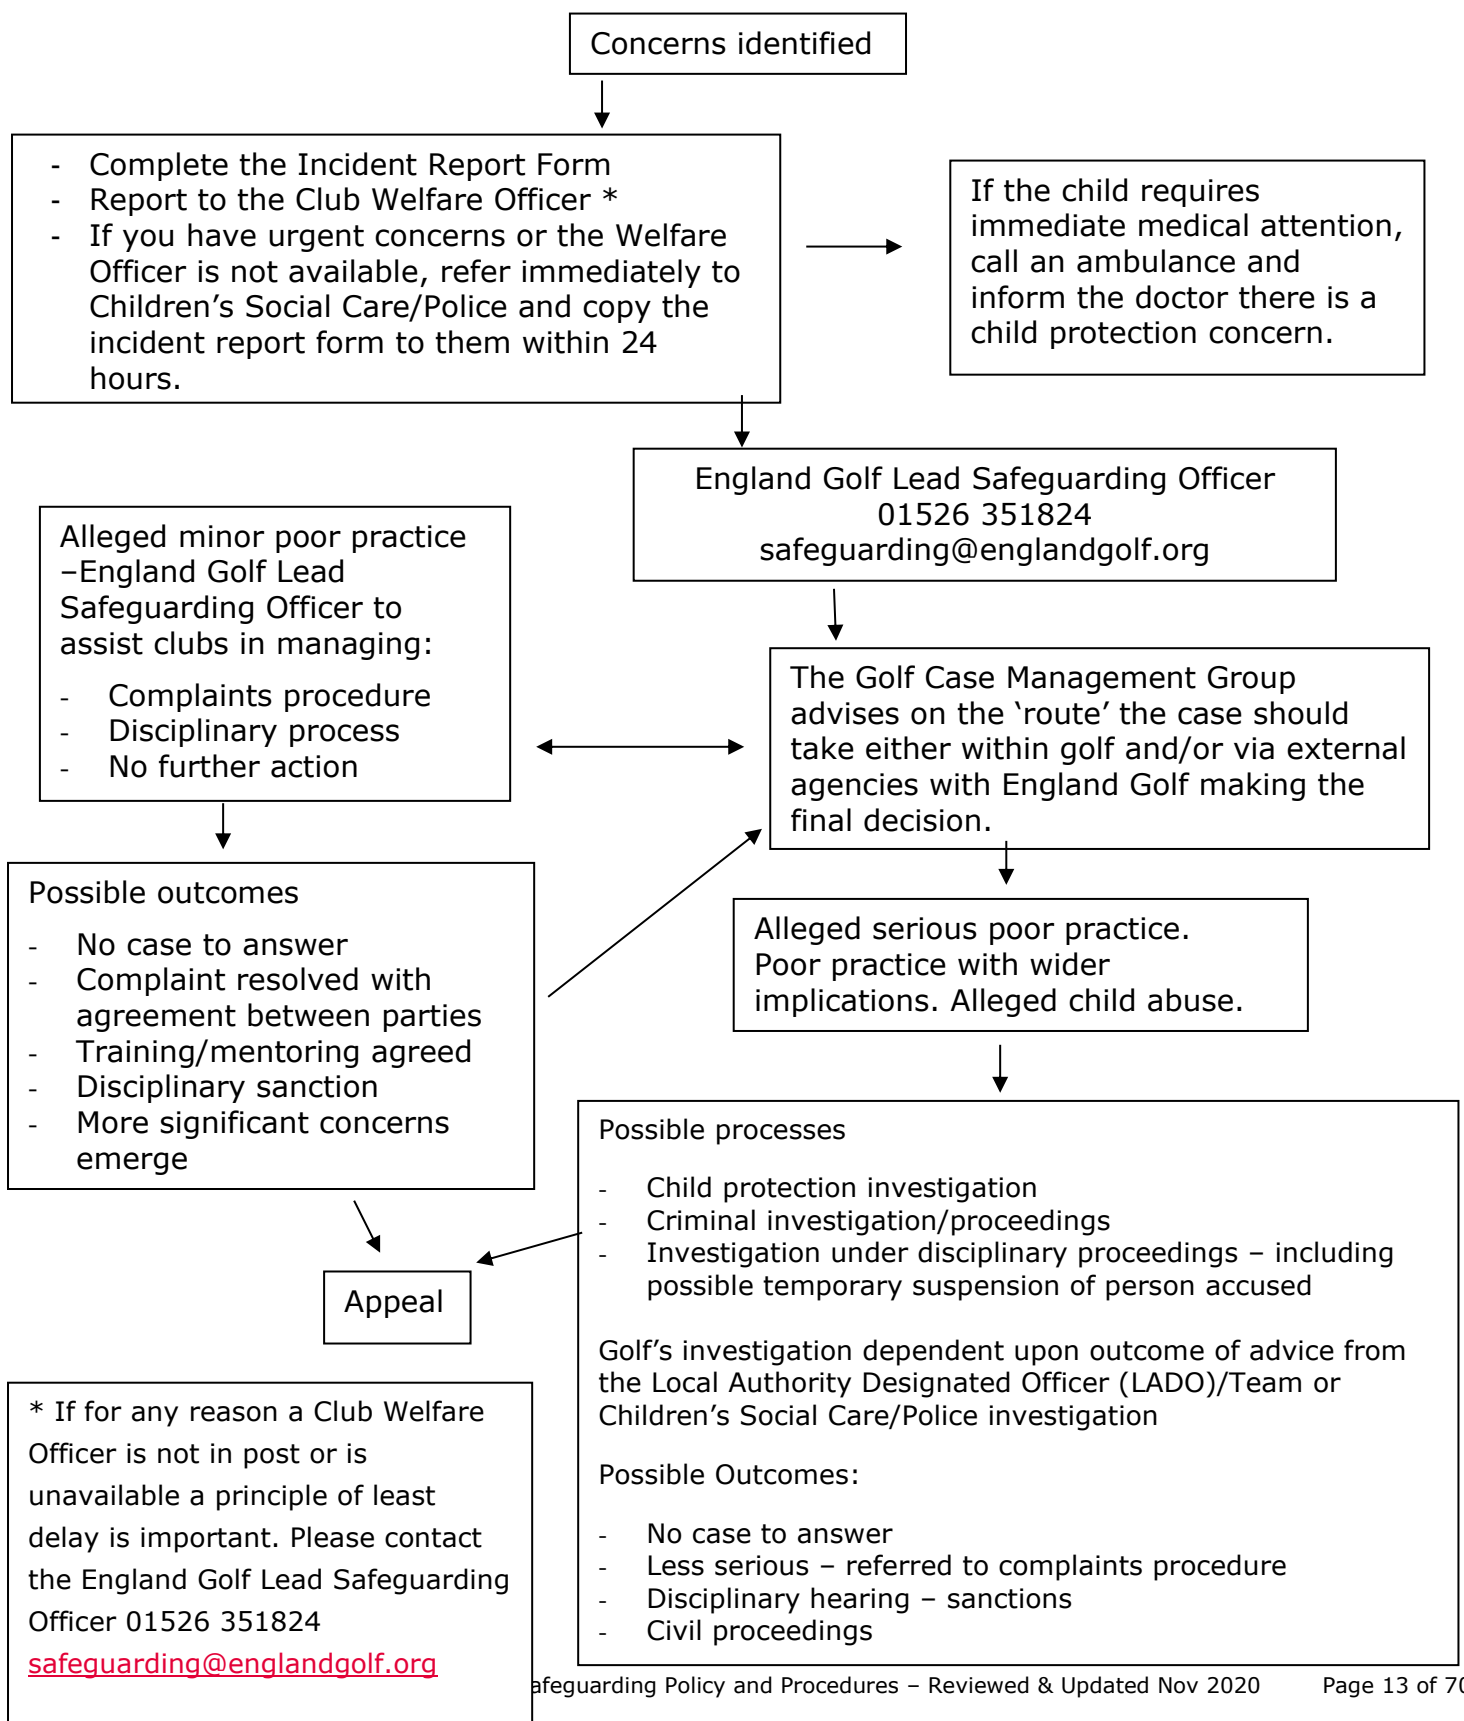 Concerns identified
- Complete the Incident Report Form
- Report to the Club Welfare Officer *
- If you have urgent concerns or the Welfare
Officer is not available, refer immediately to
Children’s Social Care/Police and copy the
incident report form to them within 24
hours.
If the child requires
immediate medical attention,
call an ambulance and
inform the doctor there is a
child protection concern.
England Golf Lead Safeguarding Officer
01526 351824
safeguarding@englandgolf.org
Alleged minor poor practice
–England Golf Lead
Safeguarding Officer to
assist clubs in managing:
- Complaints procedure
- Disciplinary process
- No further action
The Golf Case Management Group
advises on the ‘route’ the case should
take either within golf and/or via external
agencies with England Golf making the
final decision.
Possible outcomes
- No case to answer
- Complaint resolved with
agreement between parties
- Training/mentoring agreed
- Disciplinary sanction
- More significant concerns
emerge
Alleged serious poor practice.
Poor practice with wider
implications. Alleged child abuse.
Possible processes
- Child protection investigation
- Criminal investigation/proceedings
- Investigation under disciplinary proceedings – including
possible temporary suspension of person accused
Golf’s investigation dependent upon outcome of advice from
the Local Authority Designated Officer (LADO)/Team or
Children’s Social Care/Police investigation
Possible Outcomes:
- No case to answer
- Less serious – referred to complaints procedure
- Disciplinary hearing – sanctions
- Civil proceedings
Appeal
* If for any reason a Club Welfare
Officer is not in post or is
unavailable a principle of least
delay is important. Please contact
the England Golf Lead Safeguarding
Officer 01526 351824
safeguarding@englandgolf.org
afeguarding Policy and Procedures – Reviewed & Updated Nov 2020 Page 13 of 70